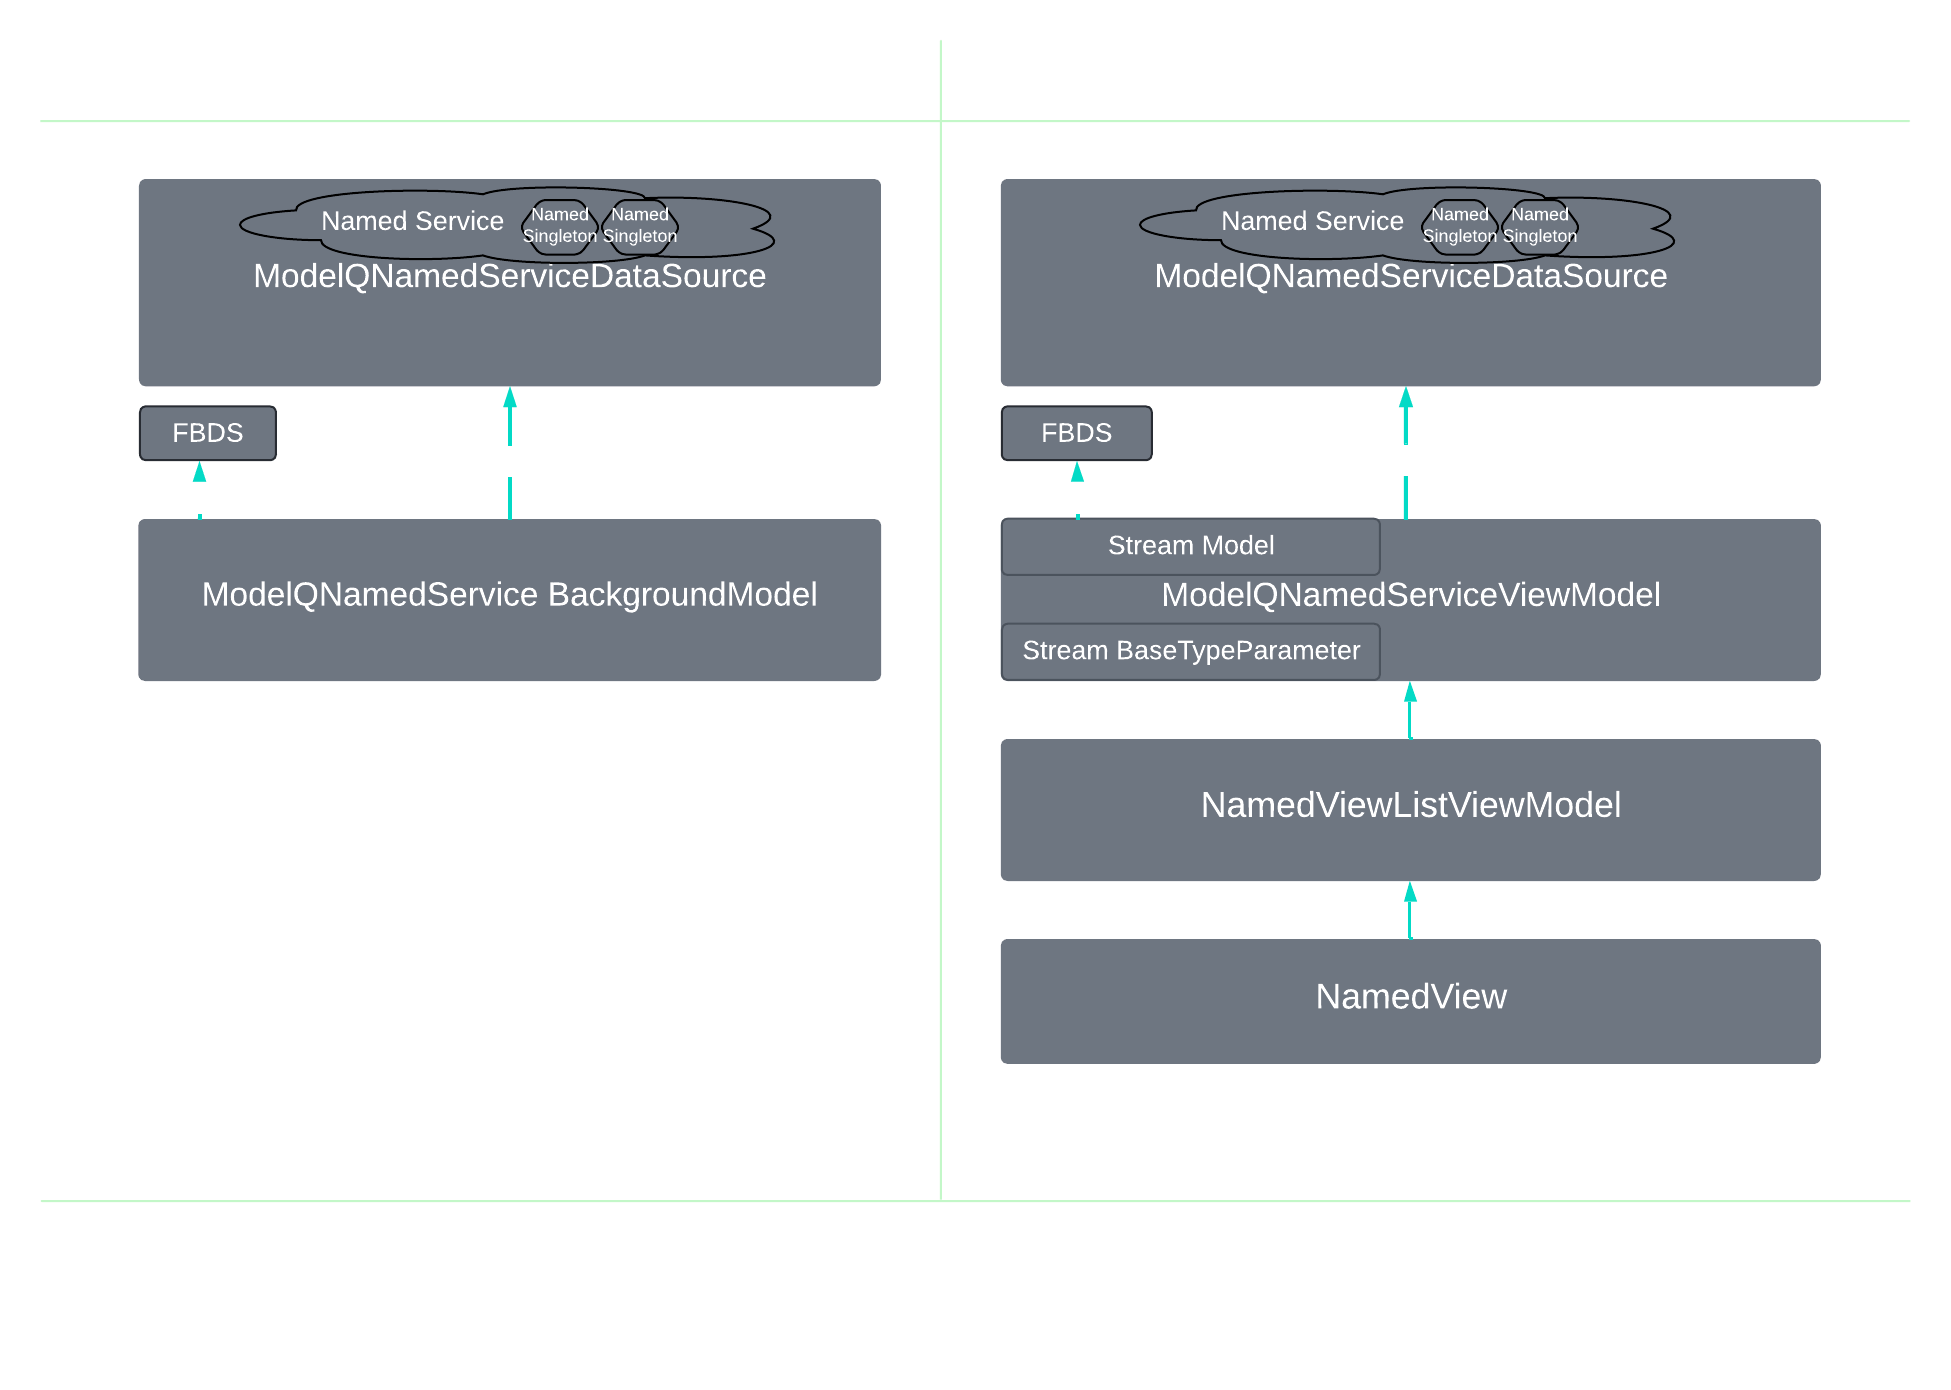 Named Service
Named
Singleton
Named
Singleton
ModelQNamedServiceDataSource
FBDS
ModelQNamedService BackgroundModel
Named Service
Named
Singleton
Named
Singleton
ModelQNamedServiceDataSource
FBDS
Stream Model
ModelQNamedServiceViewModel
Stream BaseTypeParameter
NamedViewListViewModel
NamedView